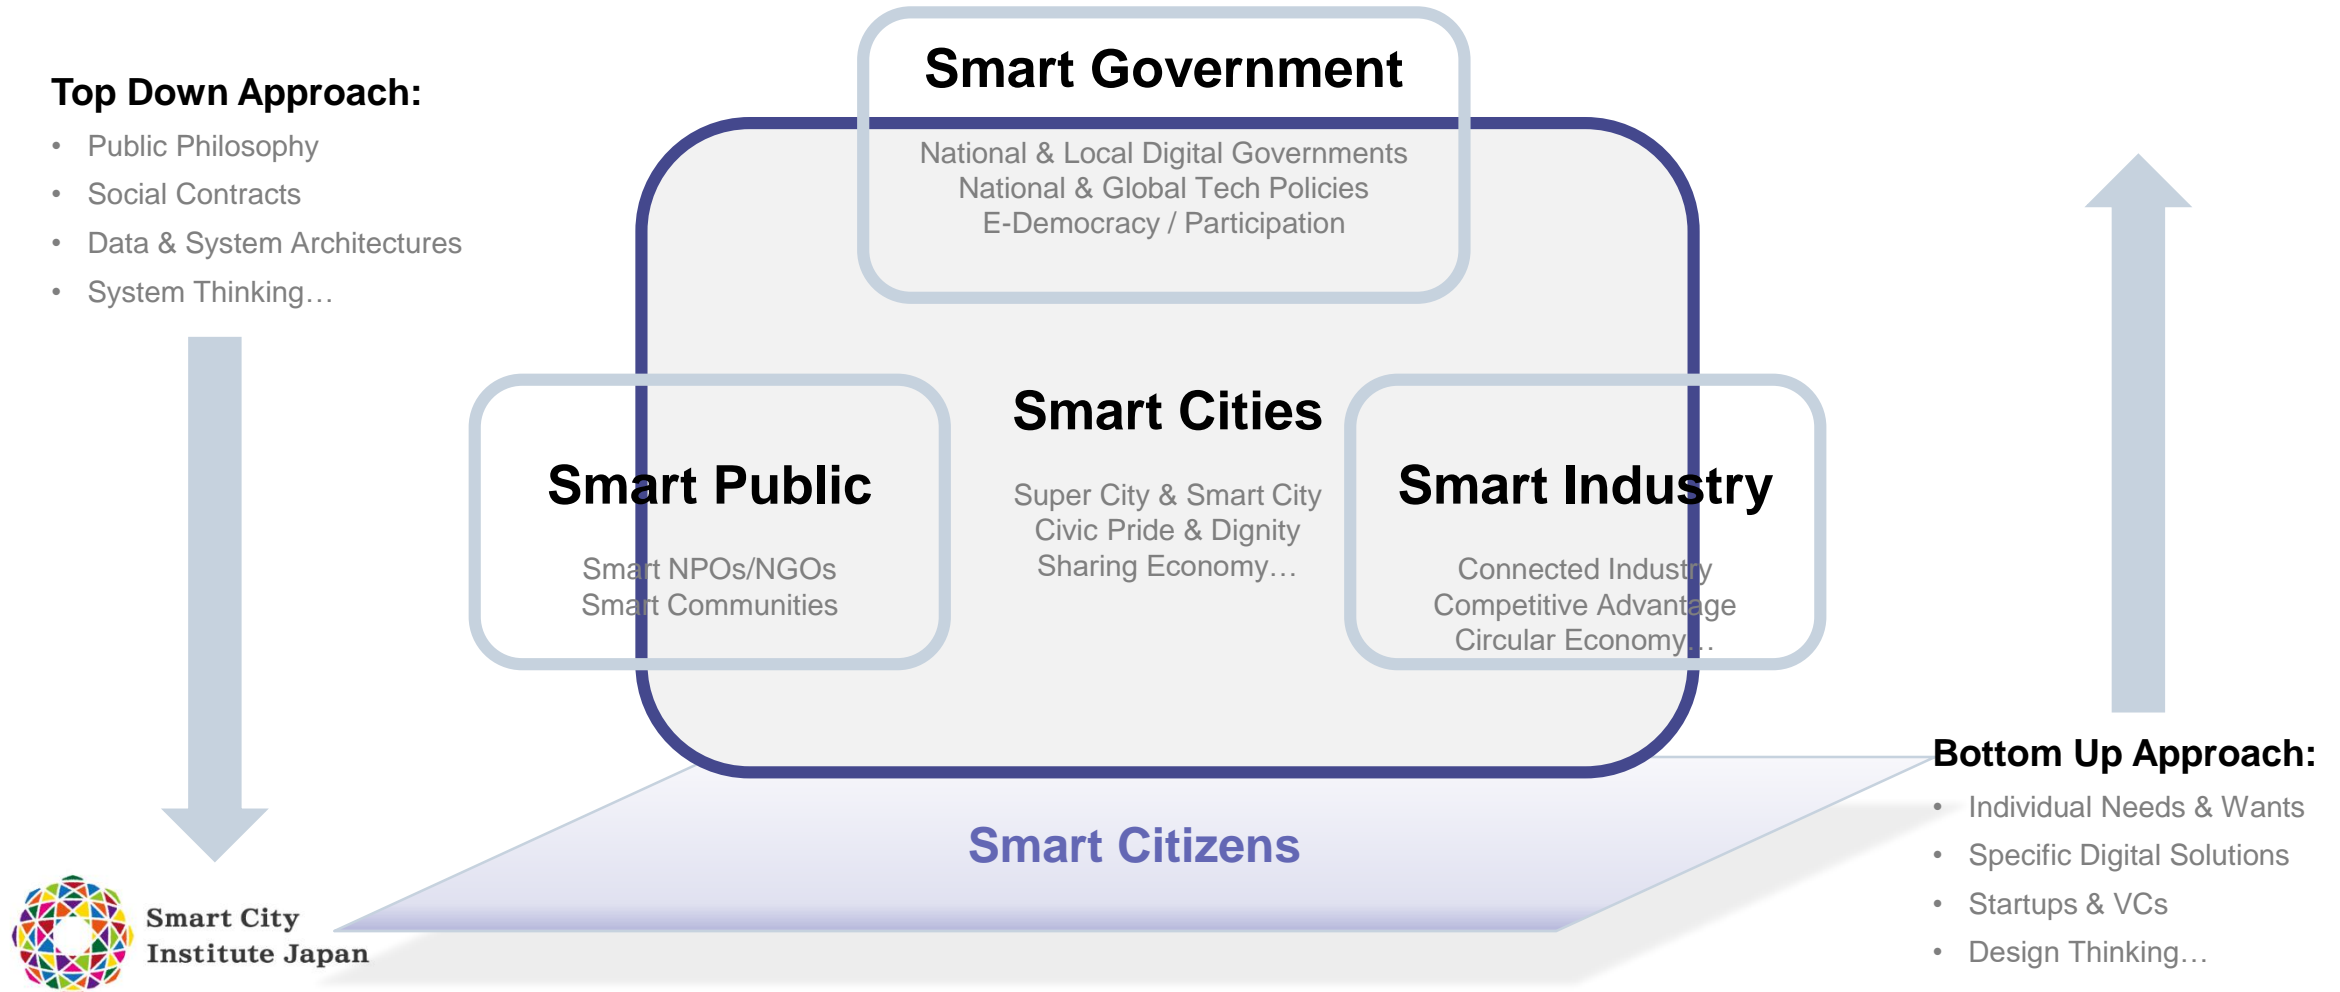 Smart Government
National & Local Digital Governments
National & Global Tech Policies
E-Democracy / Participation
Top Down Approach:
• Public Philosophy
• Social Contracts
• Data & System Architectures
• System Thinking…
Smart Cities
Super City & Smart City
Civic Pride & Dignity
Sharing Economy…
Smart Public
Smart NPOs/NGOs
Smart Communities
Smart Industry
Connected Industry
Competitive Advantage
Circular Economy…
Smart Citizens
Bottom Up Approach:
• Individual Needs & Wants
• Specific Digital Solutions
• Startups & VCs
• Design Thinking…
Smart City
Institute Japan